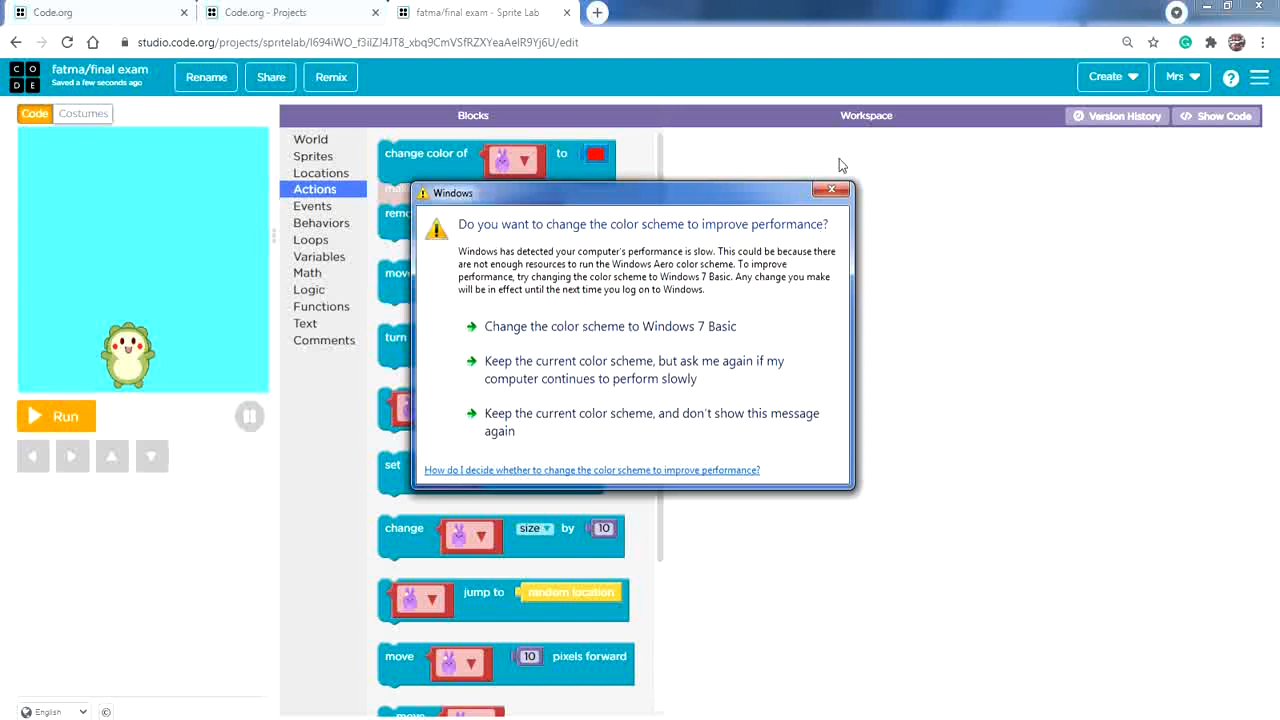 Code.org
Code.org - Projects
fatma/final exam - Sprite Lab
studio.code.org/projects/spritelab/
C O
D E
fatma/final exam
Saved a few seconds ago
Rename
Share
Remix
Create
Mrs
?
Code
Costumes
Blocks
Workspace
Version History
</> Show Code
World
Sprites
Locations
Actions
Events
Behaviors
Loops
Variables
Math
Logic
Functions
Text
Comments
change color of
to
Windows
Do you want to change the color scheme to improve performance?
Windows has detected your computer's performance is slow. This could be because there
are not enough resources to run the Windows Aero color scheme. To improve
performance, try changing the color scheme to Windows 7 Basic. Any change you make
will be in effect until the next time you log on to Windows.
Change the color scheme to Windows 7 Basic
Keep the current color scheme, but ask me again if my
computer continues to perform slowly
Keep the current color scheme, and don't show this message
again
How do I decide whether to change the color scheme to improve performance?
turn
set
change size by 10
jump to random location
move 10 pixels forward
Run
English
©